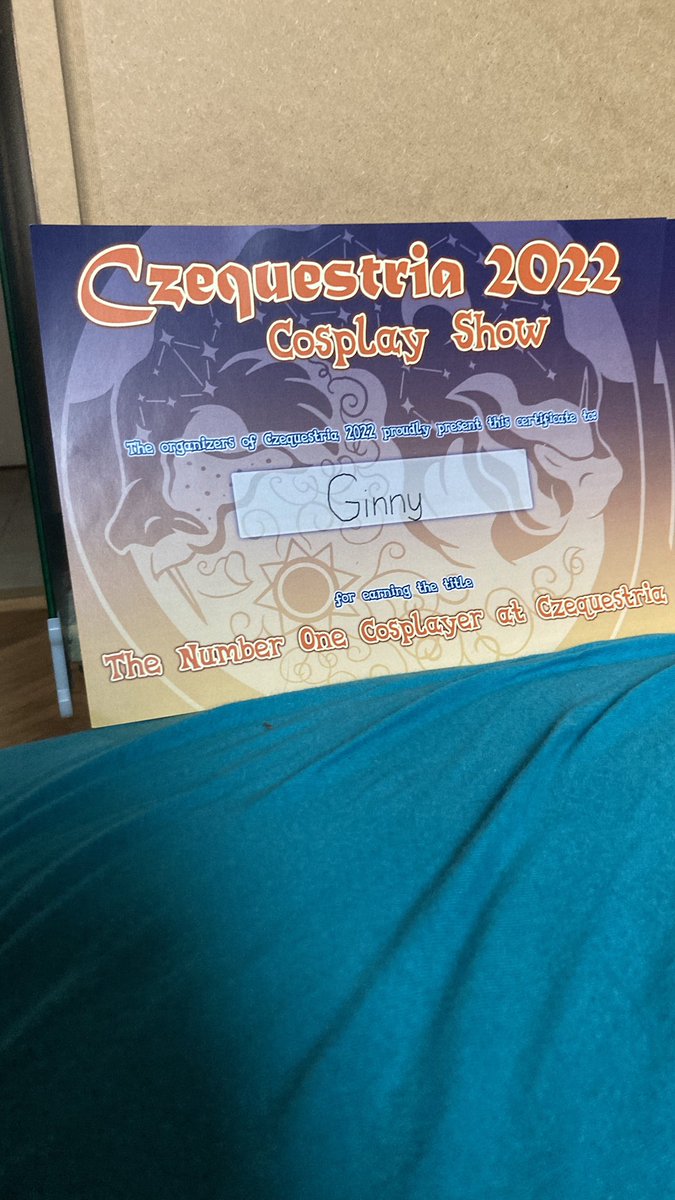 Czequestria 2022
Cosplay Show
The organizers of Czequestria 2022 proudly present this certificate to:
Ginny
for earning the title
The Number One Cosplayer at Czequestria